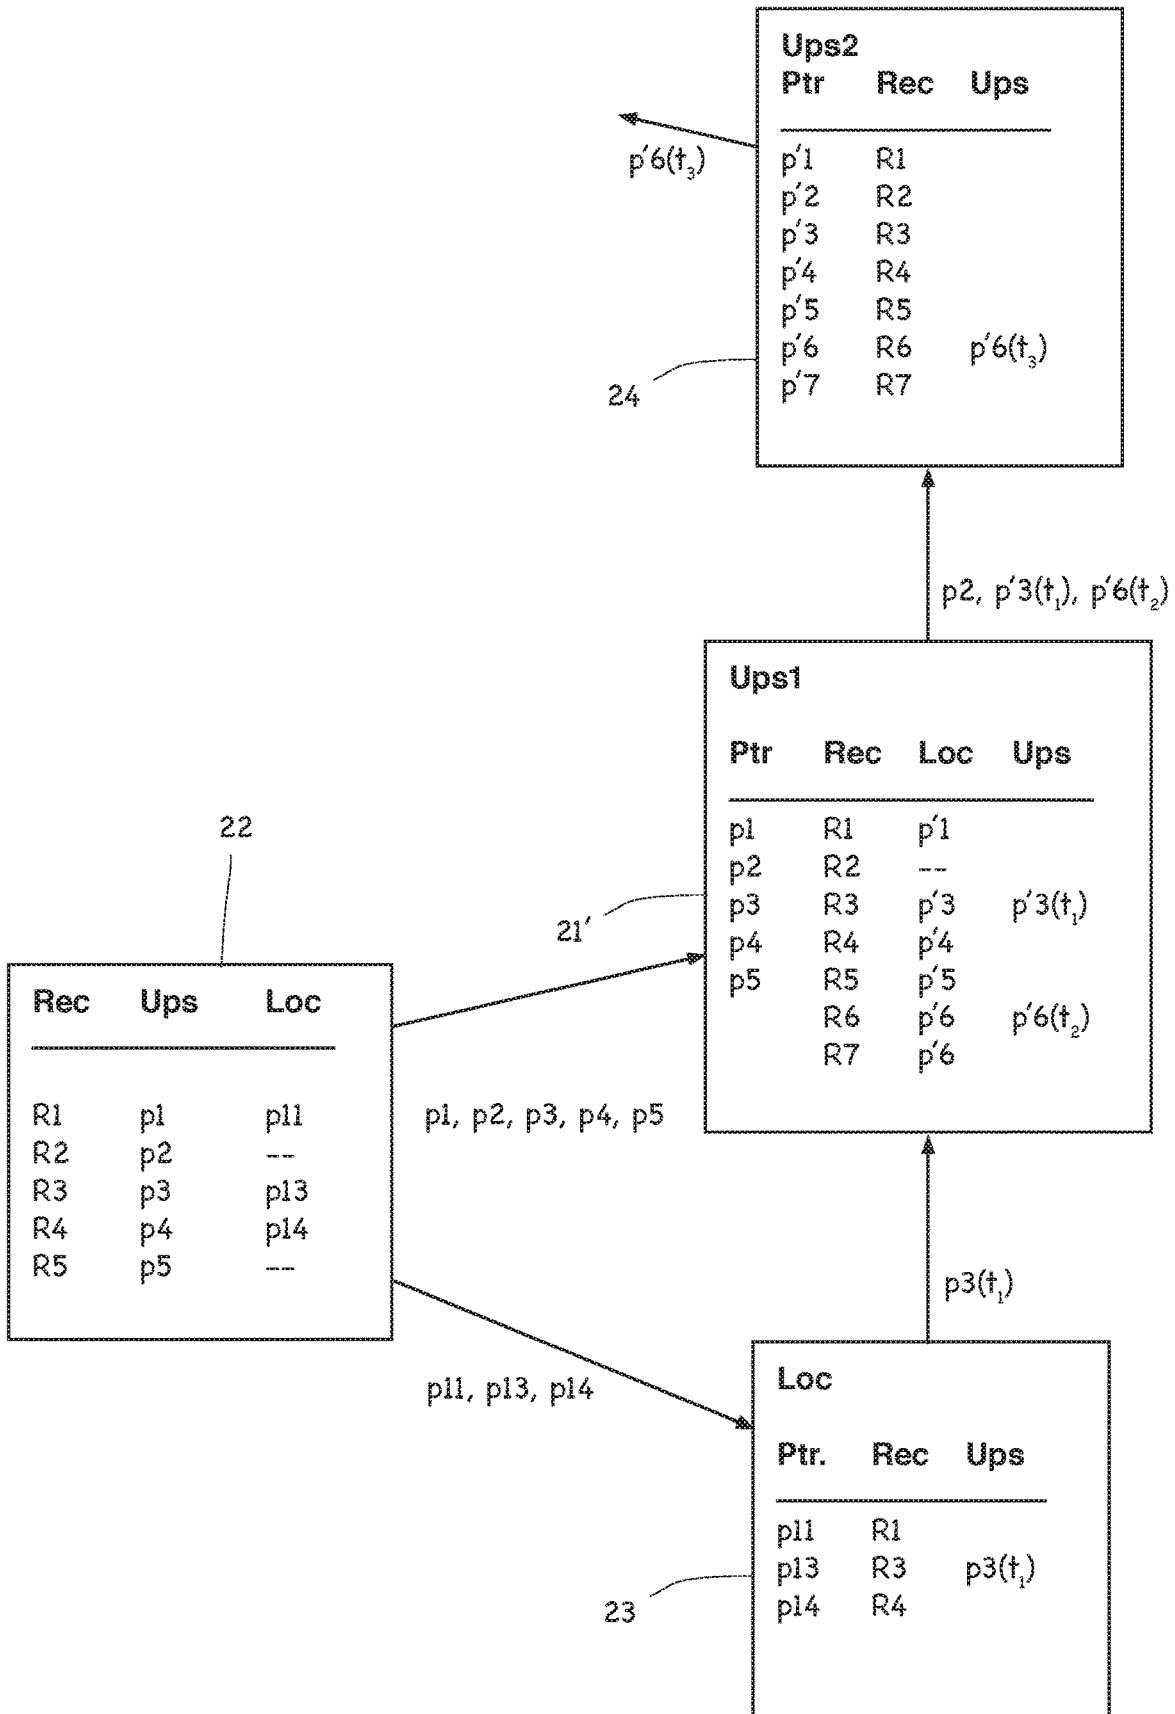 Ups2
Ptr Rec Ups
p'1 R1
p'2 R2
p'3 R3
p'4 R4
p'5 R5
p'6 R6 p'6(t₃)
p'7 R7
p'6(t₃)
24
p2, p'3(t₁), p'6(t₂)
Ups1
Ptr Rec Loc Ups
p1 R1 p'1
p2 R2 --
p3 R3 p'3 p'3(t₁)
p4 R4 p'4
p5 R5 p'5
R6 p'6 p'6(t₂)
R7 p'6
21'
22
Rec Ups Loc
R1 p1 p11
R2 p2 --
R3 p3 p13
R4 p4 p14
R5 p5 --
p1, p2, p3, p4, p5
p11, p13, p14
p3(t₁)
Loc
Ptr. Rec Ups
p11 R1
p13 R3 p3(t₁)
p14 R4
23